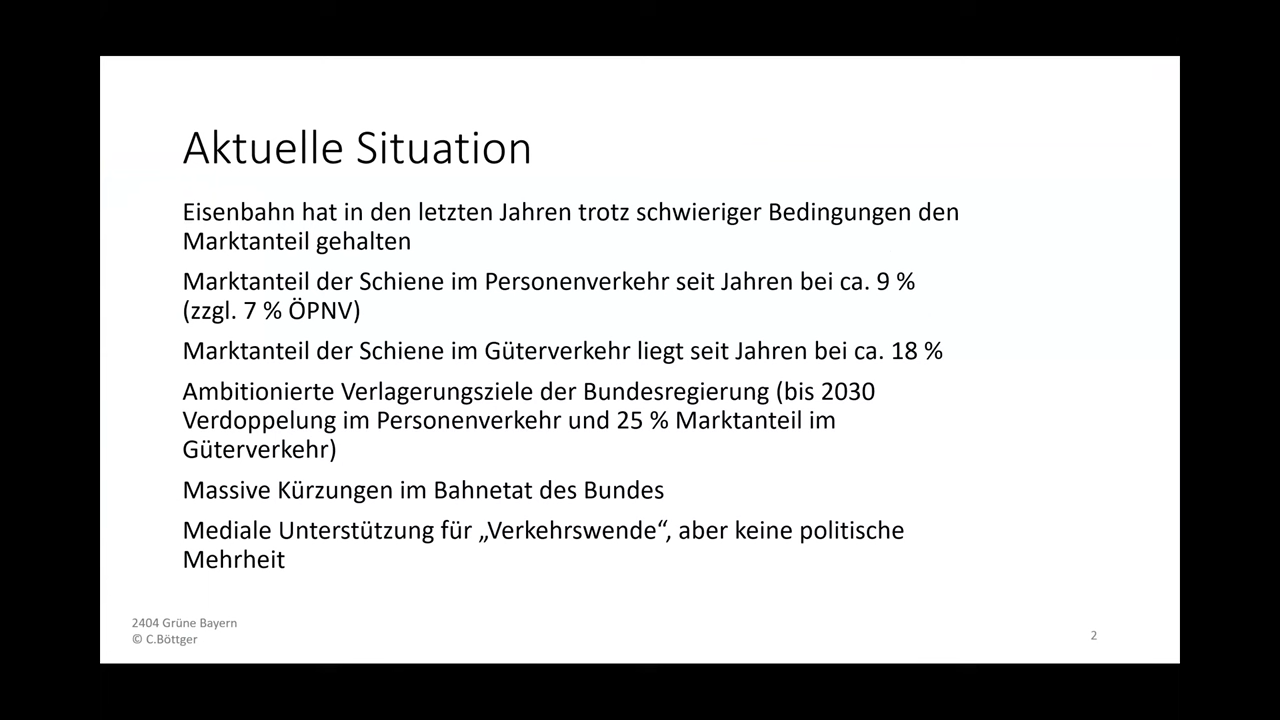 Aktuelle Situation
Eisenbahn hat in den letzten Jahren trotz schwieriger Bedingungen den
Marktanteil gehalten
Marktanteil der Schiene im Personenverkehr seit Jahren bei ca. 9 %
(zzgl. 7 % ÖPNV)
Marktanteil der Schiene im Güterverkehr liegt seit Jahren bei ca. 18 %
Ambitionierte Verlagerungsziele der Bundesregierung (bis 2030
Verdoppelung im Personenverkehr und 25 % Marktanteil im
Güterverkehr)
Massive Kürzungen im Bahnetat des Bundes
Mediale Unterstützung für „Verkehrswende“, aber keine politische
Mehrheit
2404 Grüne Bayern
© C.Böttger
2